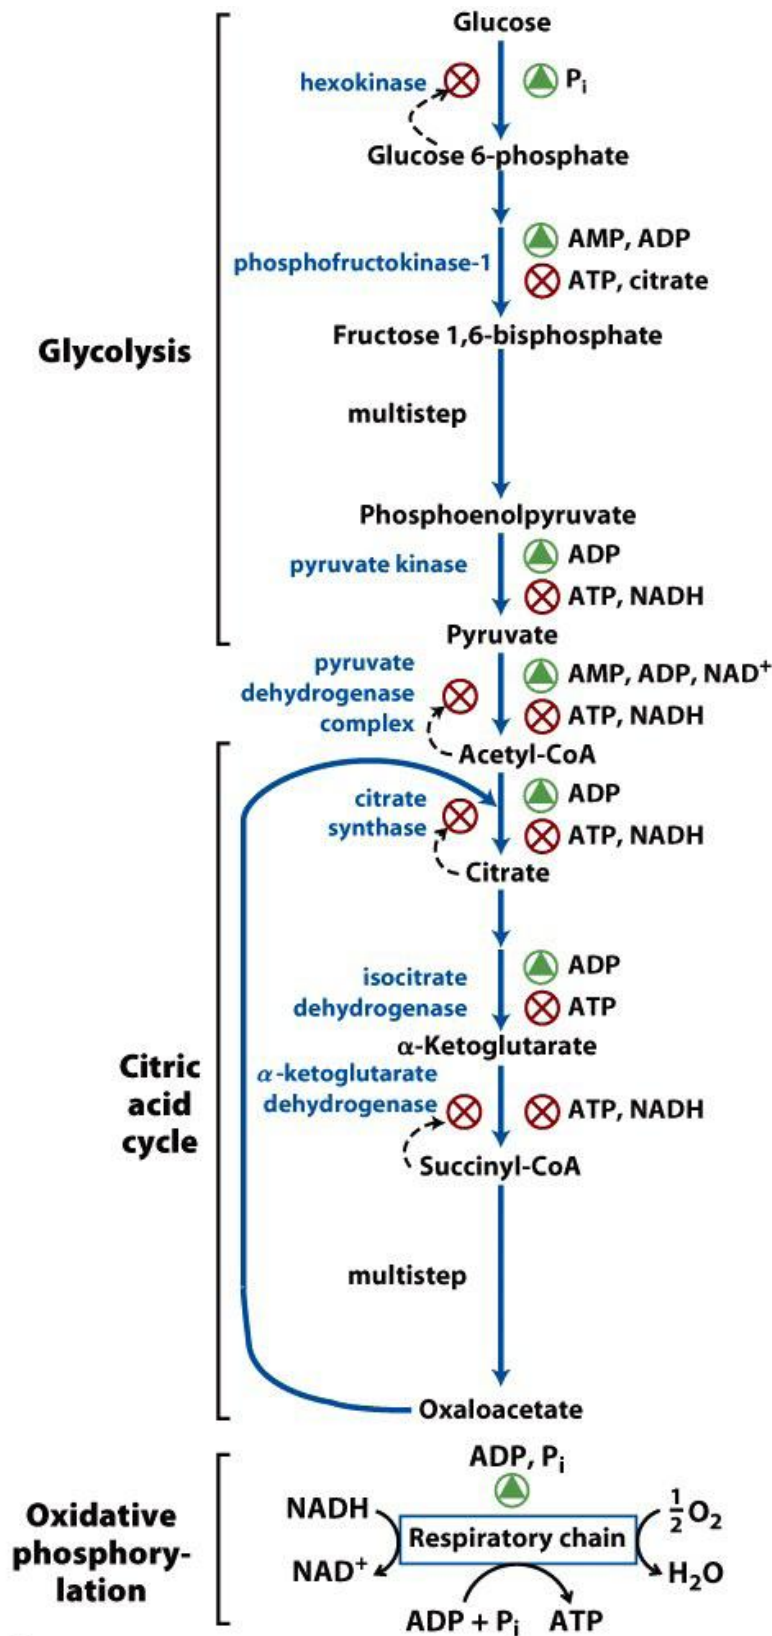 Glucose
hexokinase
Pᵢ
Glucose 6-phosphate
AMP, ADP
phosphofructokinase-1
ATP, citrate
Fructose 1,6-bisphosphate
Glycolysis
multistep
Phosphoenolpyruvate
ADP
pyruvate kinase
ATP, NADH
Pyruvate
pyruvate
dehydrogenase
complex
AMP, ADP, NAD⁺
ATP, NADH
Acetyl-CoA
citrate
synthase
ADP
ATP, NADH
Citrate
isocitrate
dehydrogenase
ADP
ATP
α-Ketoglutarate
Citric
acid
cycle
α-ketoglutarate
dehydrogenase
ATP, NADH
Succinyl-CoA
multistep
Oxaloacetate
Oxidative
phosphory-
lation
ADP, Pᵢ
NADH
½O₂
Respiratory chain
NAD⁺
H₂O
ADP + Pᵢ
ATP